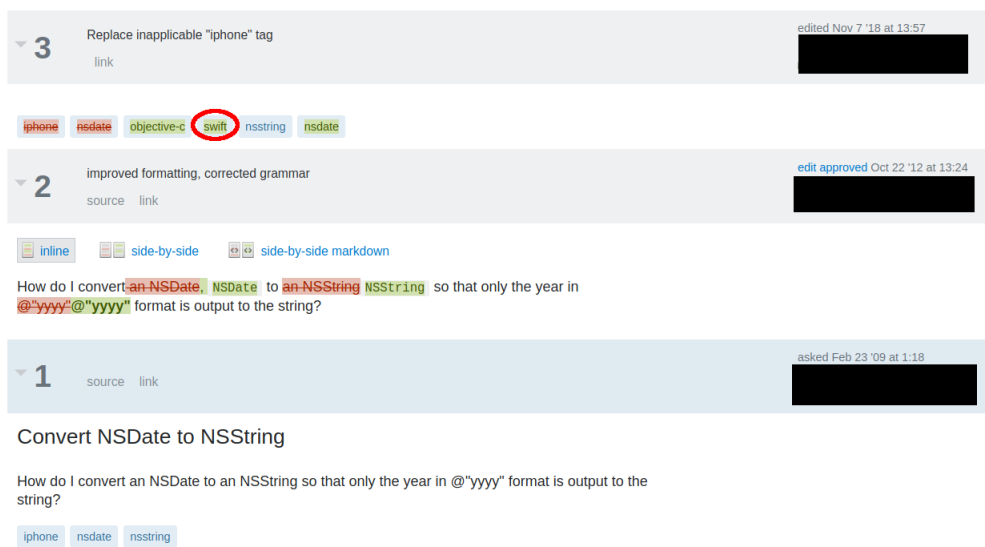 3
Replace inapplicable "iphone" tag
edited Nov 7 '18 at 13:57
link
iphone nsdate objective-c swift nsstring nsdate
2
improved formatting, corrected grammar
edit approved Oct 22 '12 at 13:24
source link
inline side-by-side side-by-side markdown
How do I convert an NSDate, NSDate to an NSString NSString so that only the year in
@"yyyy"@"yyyy" format is output to the string?
1
asked Feb 23 '09 at 1:18
source link
Convert NSDate to NSString
How do I convert an NSDate to an NSString so that only the year in @"yyyy" format is output to the
string?
iphone nsdate nsstring